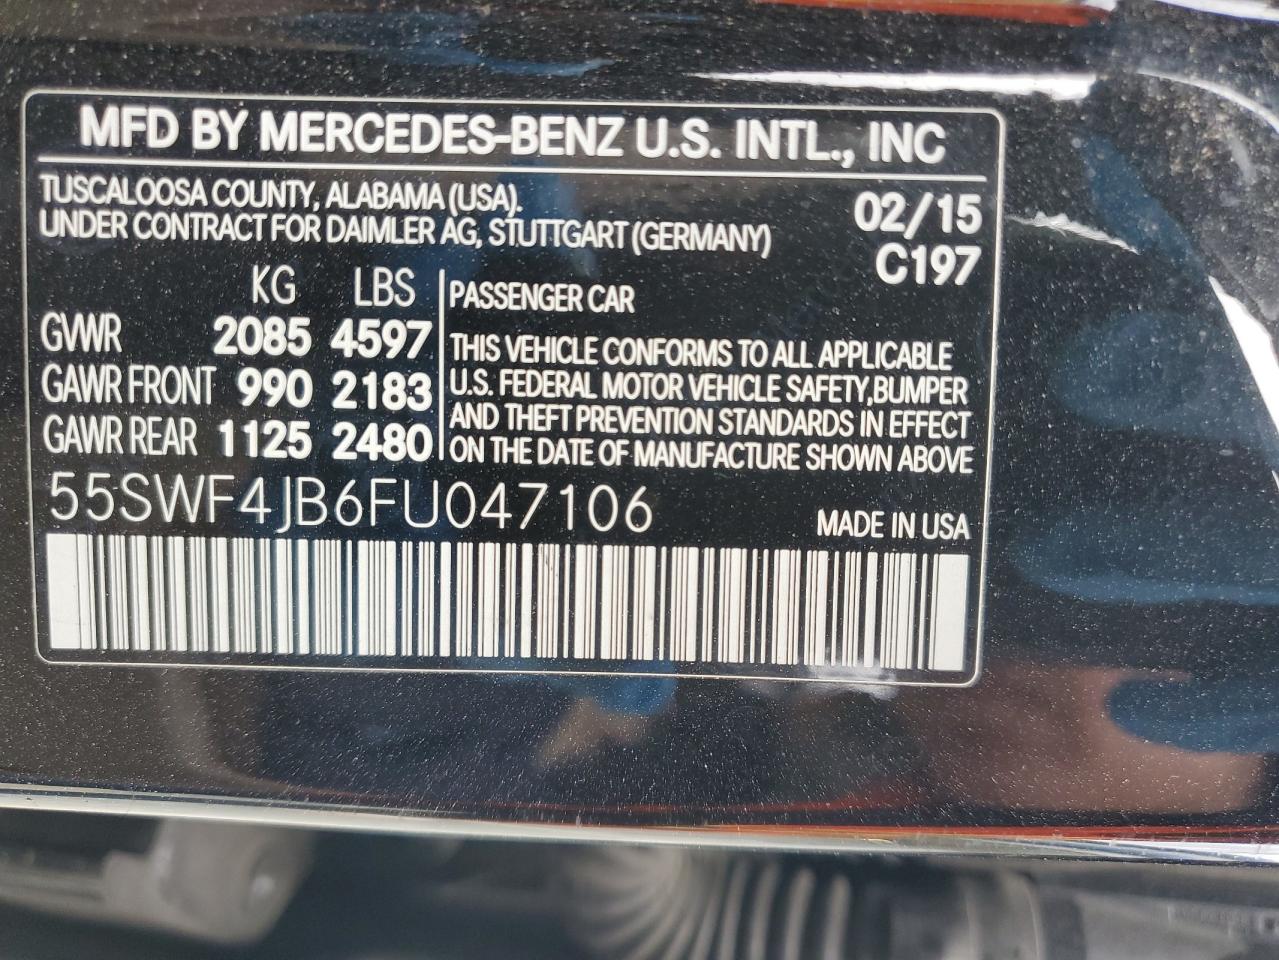 MFD BY MERCEDES-BENZ U.S. INTL., INC
TUSCALOOSA COUNTY, ALABAMA (USA). 02/15
UNDER CONTRACT FOR DAIMLER AG, STUTTGART (GERMANY) C197
KG LBS
PASSENGER CAR
GVWR 2085 4597
GAWR FRONT 990 2183
GAWR REAR 1125 2480
THIS VEHICLE CONFORMS TO ALL APPLICABLE
U.S. FEDERAL MOTOR VEHICLE SAFETY,BUMPER
AND THEFT PREVENTION STANDARDS IN EFFECT
ON THE DATE OF MANUFACTURE SHOWN ABOVE
55SWF4JB6FU047106
MADE IN USA